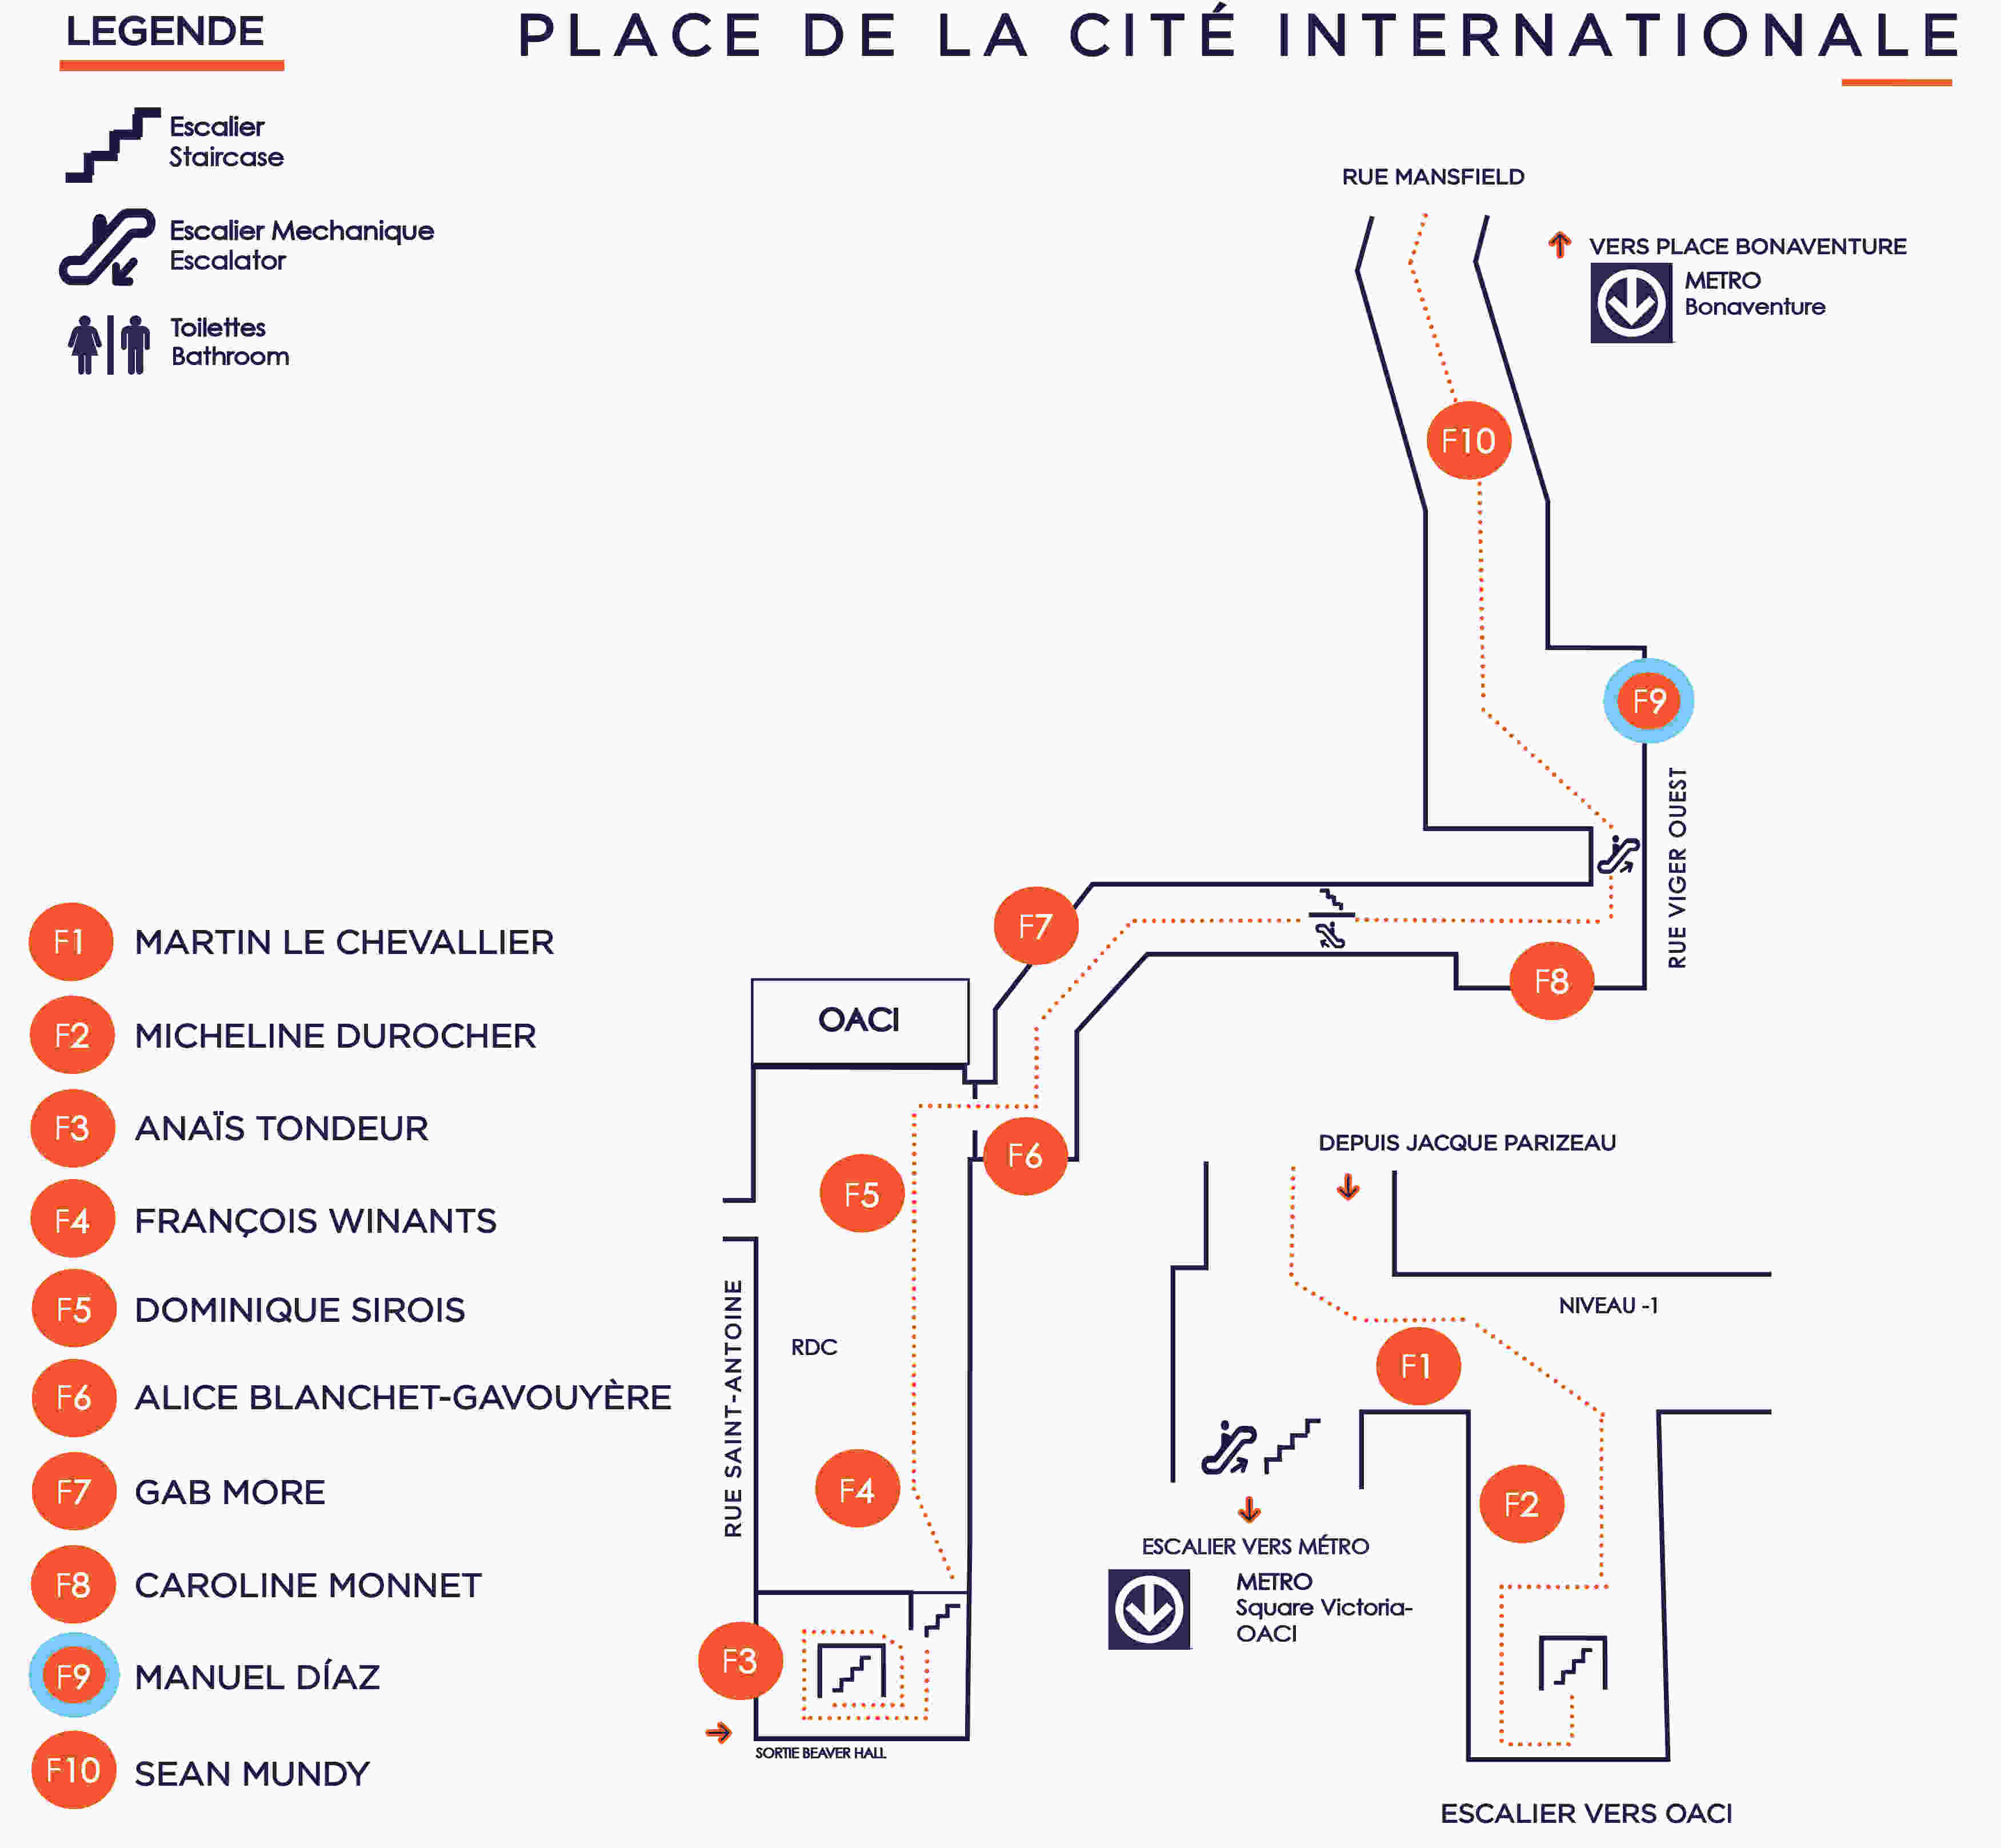 LEGENDE
PLACE DE LA CITÉ INTERNATIONALE
Escalier
Staircase
Escalier Mechanique
Escalator
Toilettes
Bathroom
RUE MANSFIELD
VERS PLACE BONAVENTURE
METRO
Bonaventure
F10
F9
RUE VIGER OUEST
F7
F8
OACI
F6
F5
RUE SAINT-ANTOINE
RDC
F4
F3
SORTIE BEAVER HALL
DEPUIS JACQUE PARIZEAU
NIVEAU -1
F1
F2
ESCALIER VERS MÉTRO
METRO
Square Victoria-
OACI
ESCALIER VERS OACI
F1 MARTIN LE CHEVALLIER
F2 MICHELINE DUROCHER
F3 ANAÏS TONDEUR
F4 FRANÇOIS WINANTS
F5 DOMINIQUE SIROIS
F6 ALICE BLANCHET-GAVOUYÈRE
F7 GAB MORE
F8 CAROLINE MONNET
F9 MANUEL DÍAZ
F10 SEAN MUNDY